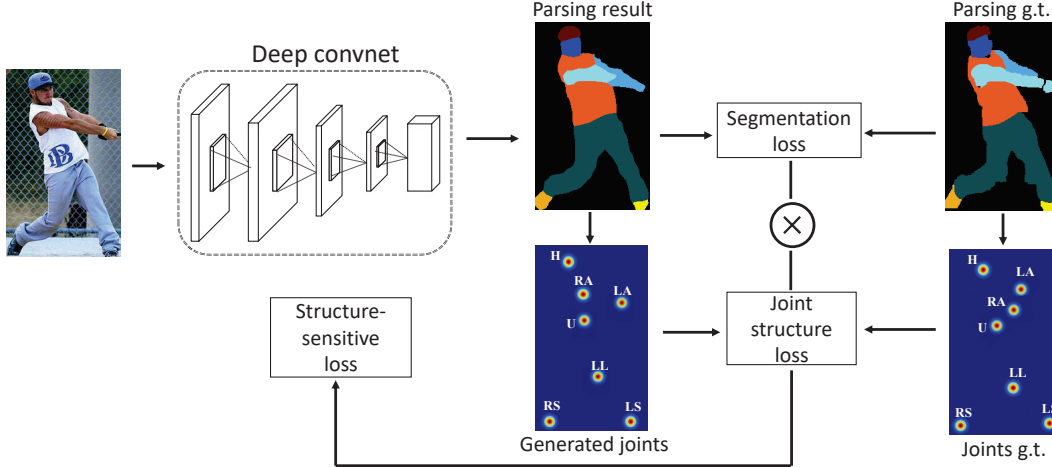 Parsing result
Parsing g.t.
Deep convnet
Segmentation
loss
H
RA
LA
U
LL
RS
LS
Generated joints
Structure-
sensitive
loss
Joint
structure
loss
H
LA
RA
U
LL
RS
LS
Joints g.t.
B